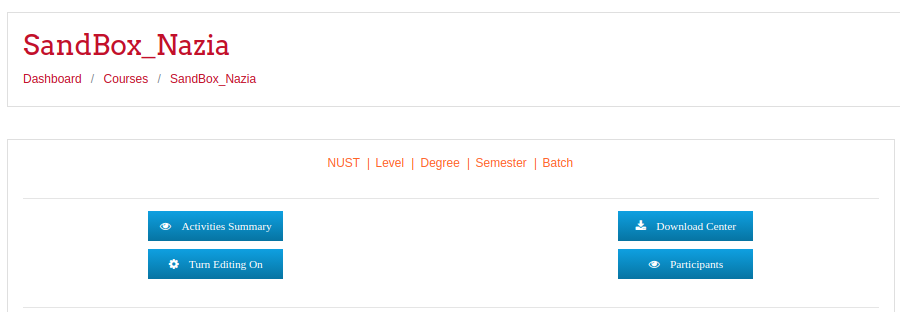 SandBox_Nazia
Dashboard / Courses / SandBox_Nazia
NUST | Level | Degree | Semester | Batch
Activities Summary Download Center
Turn Editing On Participants